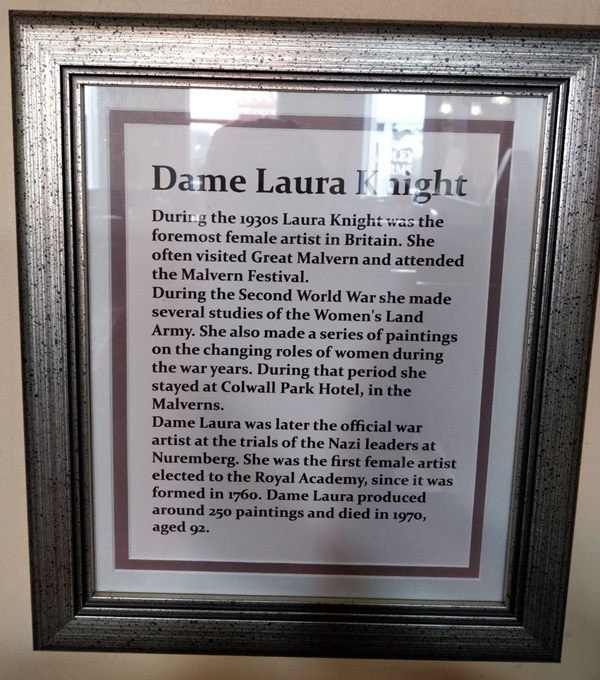 Dame Laura Knight
During the 1930s Laura Knight was the
foremost female artist in Britain. She
often visited Great Malvern and attended
the Malvern Festival.
During the Second World War she made
several studies of the Women's Land
Army. She also made a series of paintings
on the changing roles of women during
the war years. During that period she
stayed at Colwall Park Hotel, in the
Malverns.
Dame Laura was later the official war
artist at the trials of the Nazi leaders at
Nuremberg. She was the first female artist
elected to the Royal Academy, since it was
formed in 1760. Dame Laura produced
around 250 paintings and died in 1970,
aged 92.